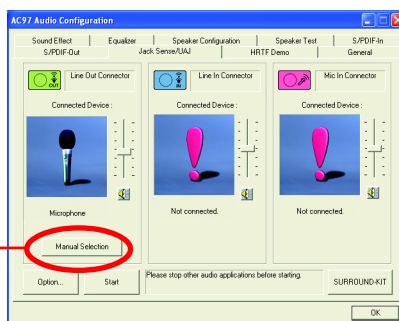 AC97 Audio Configuration
Sound Effect Equalizer Speaker Configuration Speaker Test S/PDIF-In
S/PDIF-Out Jack Sense/UAJ HRTF Demo General
OUT Line Out Connector IN Line In Connector Mic In Connector
Connected Device : Connected Device : Connected Device :
Microphone Not connected. Not connected.
Manual Selection
Option... Start Please stop other audio applications before starting. SURROUND-KIT
OK